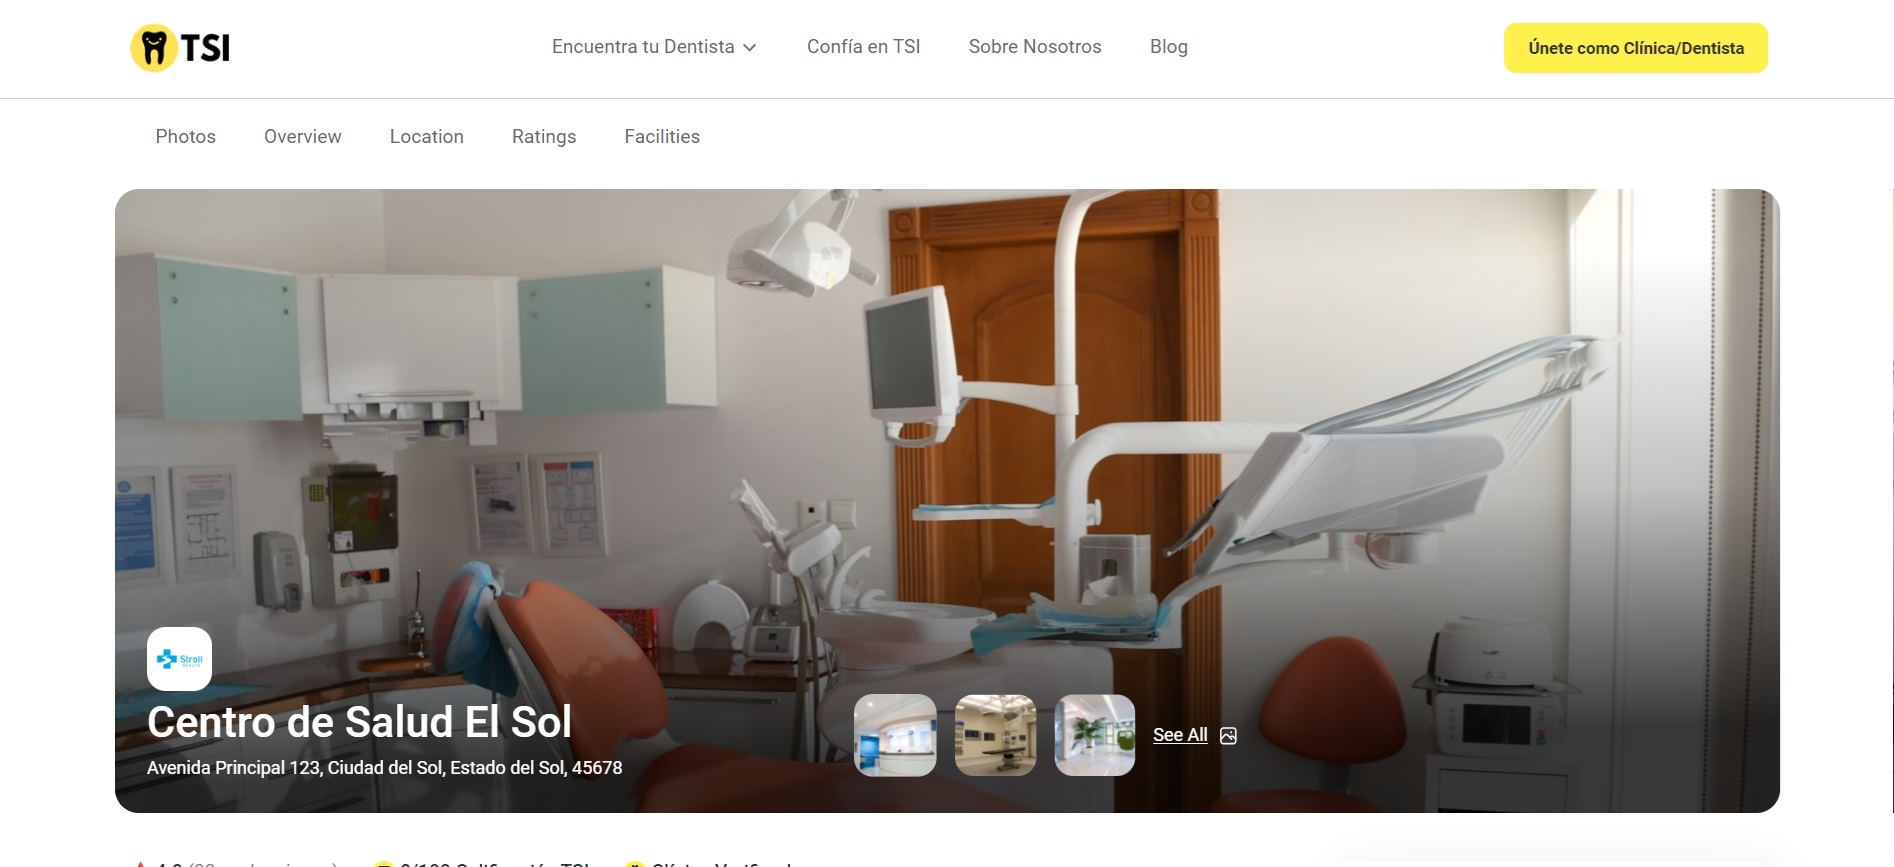 TSI
Encuentra tu Dentista
Confía en TSI
Sobre Nosotros
Blog
Únete como Clínica/Dentista
Photos
Overview
Location
Ratings
Facilities
Stroll
HEALTH
Centro de Salud El Sol
Avenida Principal 123, Ciudad del Sol, Estado del Sol, 45678
See All